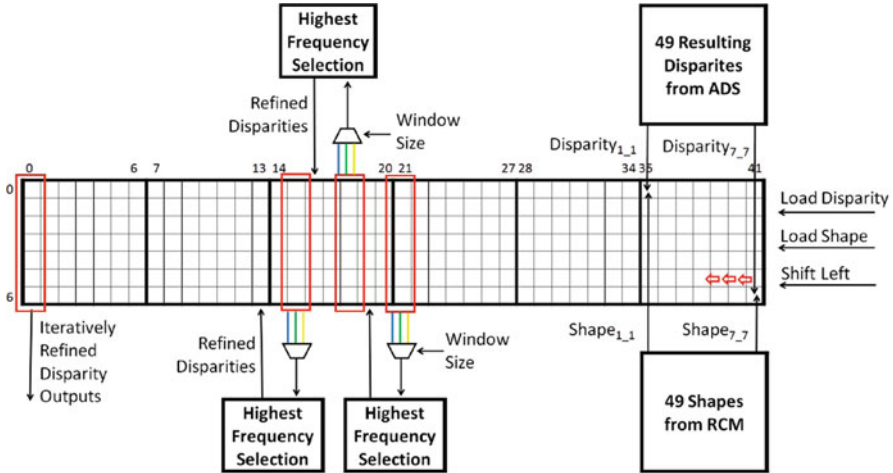 Highest
Frequency
Selection
49 Resulting
Disparites
from ADS
Refined
Disparities
Window
Size
Disparity1_1
Disparity7_7
0
6
7
13
14
20
21
27
28
34
35
41
0
6
Load Disparity
Load Shape
Shift Left
Iteratively
Refined
Disparity
Outputs
Refined
Disparities
Window
Size
Shape1_1
Shape7_7
Highest
Frequency
Selection
Highest
Frequency
Selection
49 Shapes
from RCM